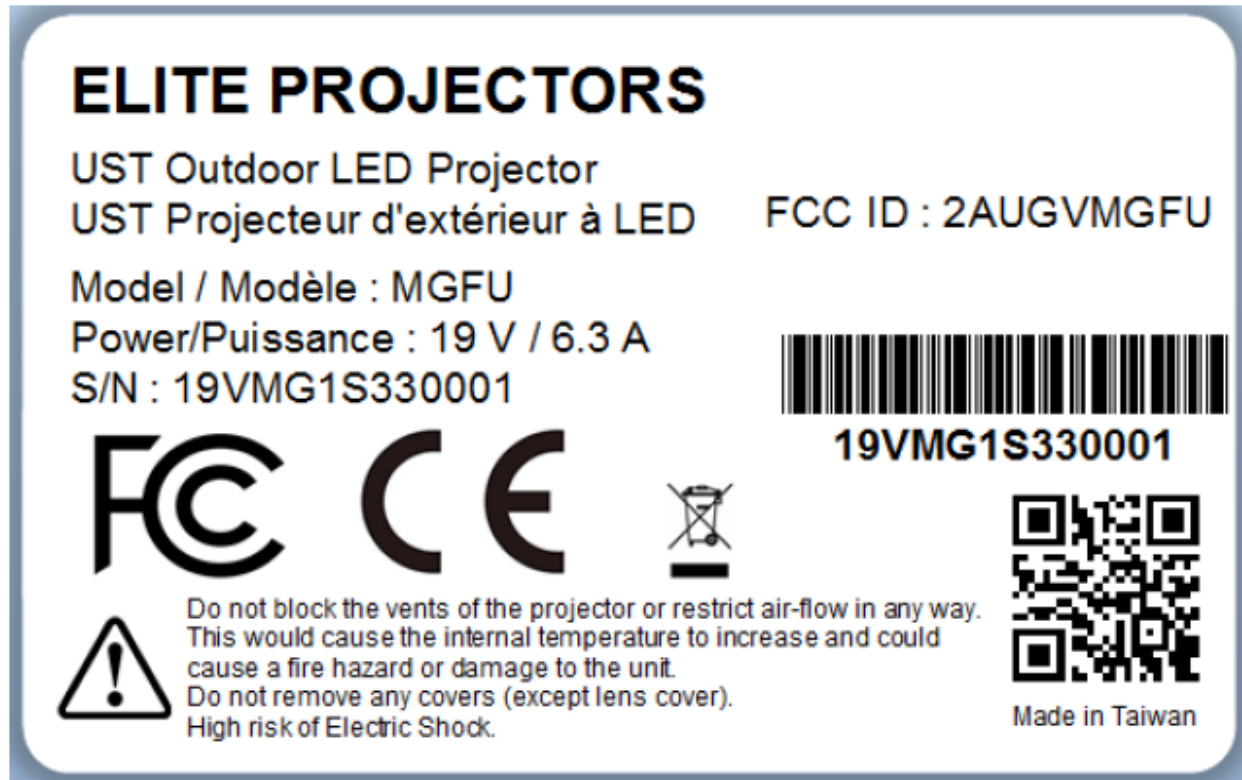 ELITE PROJECTORS
UST Outdoor LED Projector
UST Projecteur d'extérieur à LED
FCC ID : 2AUGVMGFU
Model / Modèle : MGFU
Power/Puissance : 19 V / 6.3 A
S/N : 19VMG1S330001
19VMG1S330001
FC CE
Do not block the vents of the projector or restrict air-flow in any way.
This would cause the internal temperature to increase and could
cause a fire hazard or damage to the unit.
Do not remove any covers (except lens cover).
High risk of Electric Shock.
Made in Taiwan